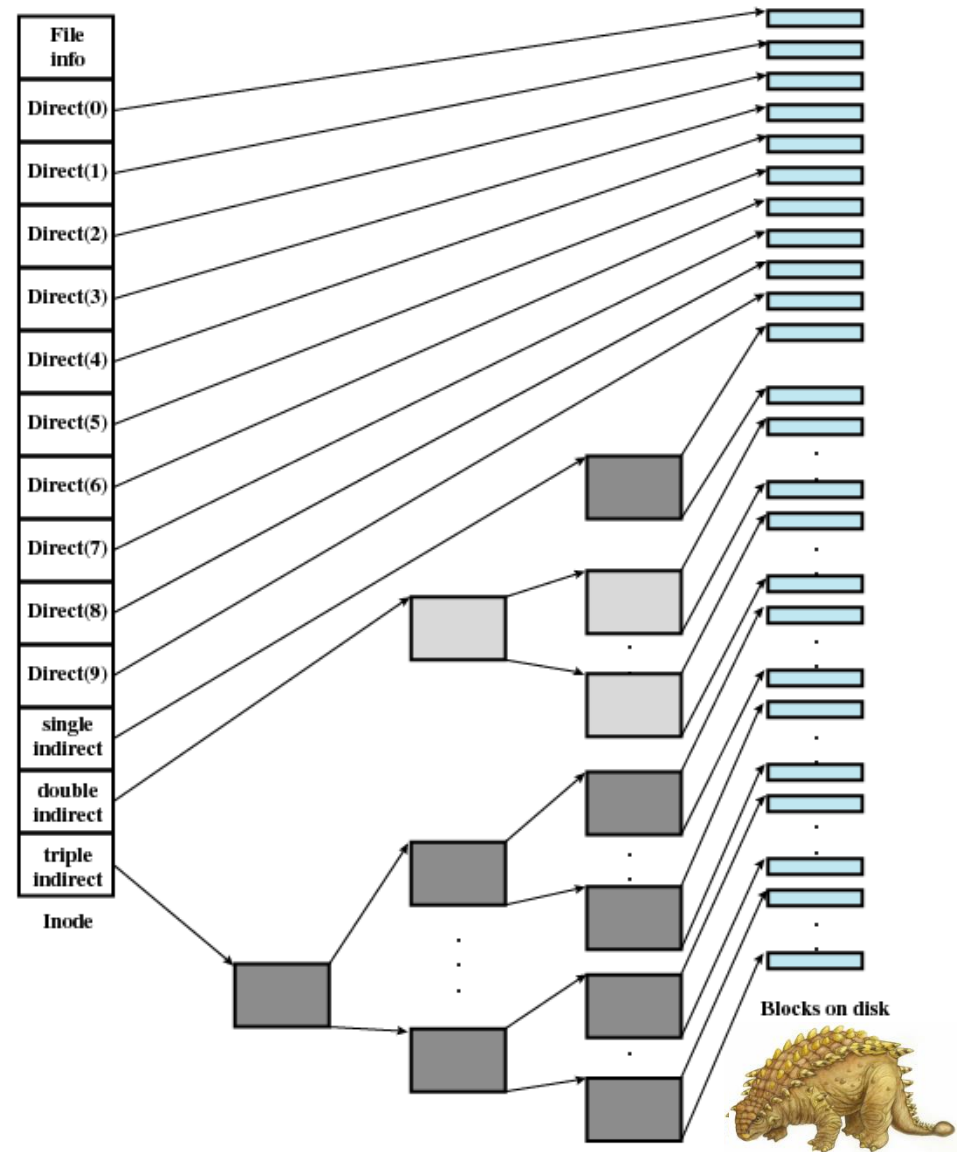 File
info
Direct(0)
Direct(1)
Direct(2)
Direct(3)
Direct(4)
Direct(5)
Direct(6)
Direct(7)
Direct(8)
Direct(9)
single
indirect
double
indirect
triple
indirect
Inode
Blocks on disk